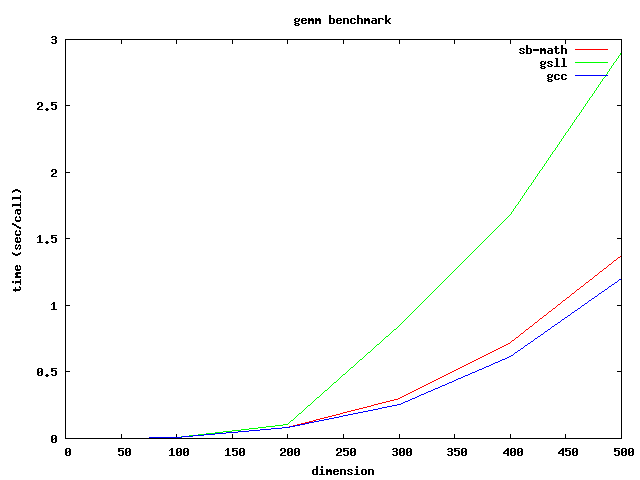 gemm benchmark
sb-math
gsll
gcc
3
2.5
2
1.5
1
0.5
0
time (sec/call)
0 50 100 150 200 250 300 350 400 450 500
dimension